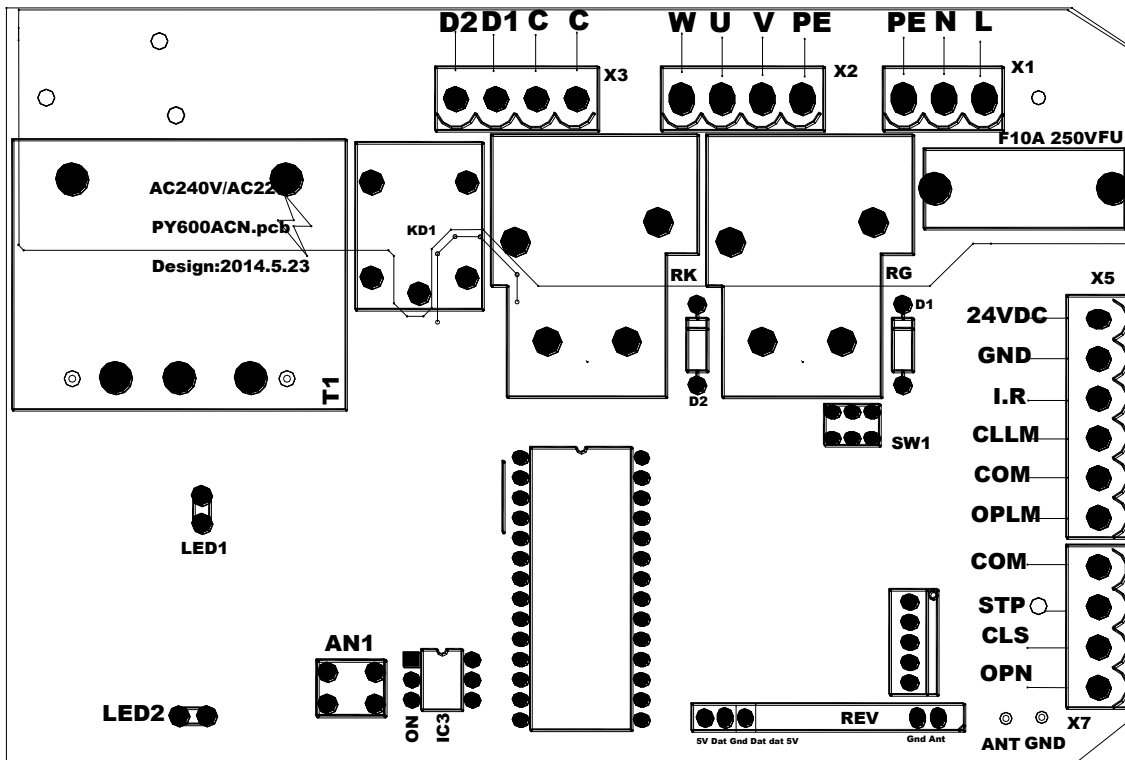 D2 D1 C C
W U V PE
PE N L
X3
X2
X1
F10A 250V FU
AC240V/AC22
PY600ACN.pcb
Design:2014.5.23
KD1
T1
RK
RG
D1
D2
SW1
X5
24VDC
GND
I.R
CLLM
COM
OPLM
COM
STP
CLS
OPN
X7
LED1
LED2
AN1
ON
IC3
REV
5V Dat Gnd Dat dat 5V
Gnd Ant
ANT GND